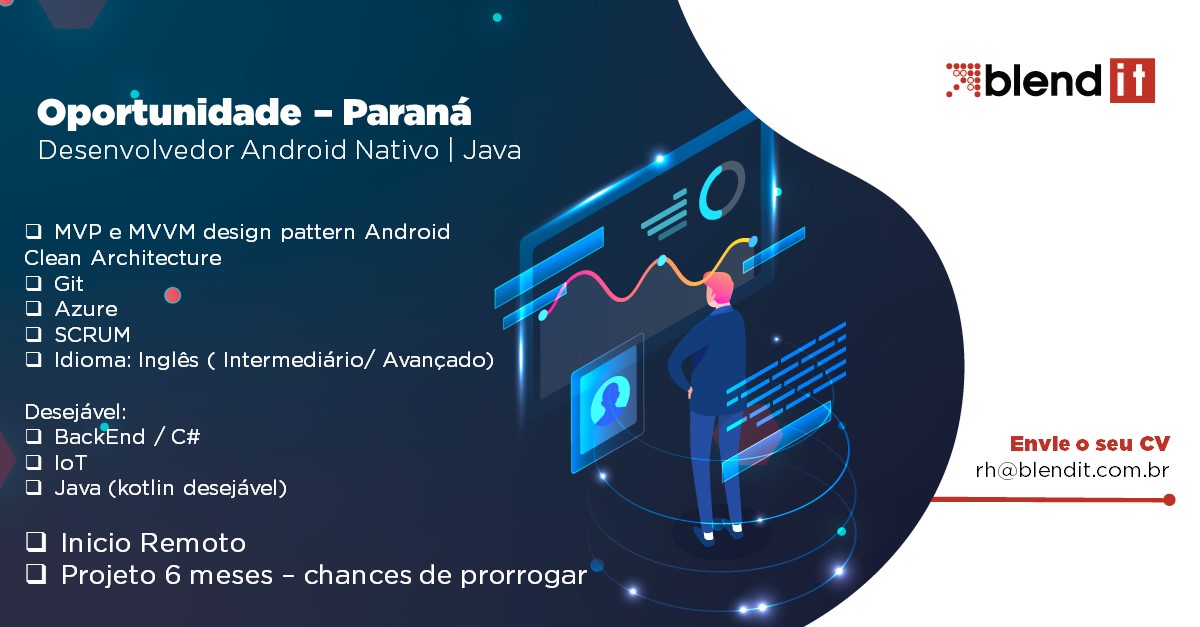 blend it
Oportunidade – Paraná
Desenvolvedor Android Nativo | Java
❑ MVP e MVVM design pattern Android
Clean Architecture
❑ Git
❑ Azure
❑ SCRUM
❑ Idioma: Inglês ( Intermediário/ Avançado)
Desejável:
❑ BackEnd / C#
❑ IoT
❑ Java (kotlin desejável)
❑ Inicio Remoto
❑ Projeto 6 meses – chances de prorrogar
Envie o seu CV
rh@blendit.com.br